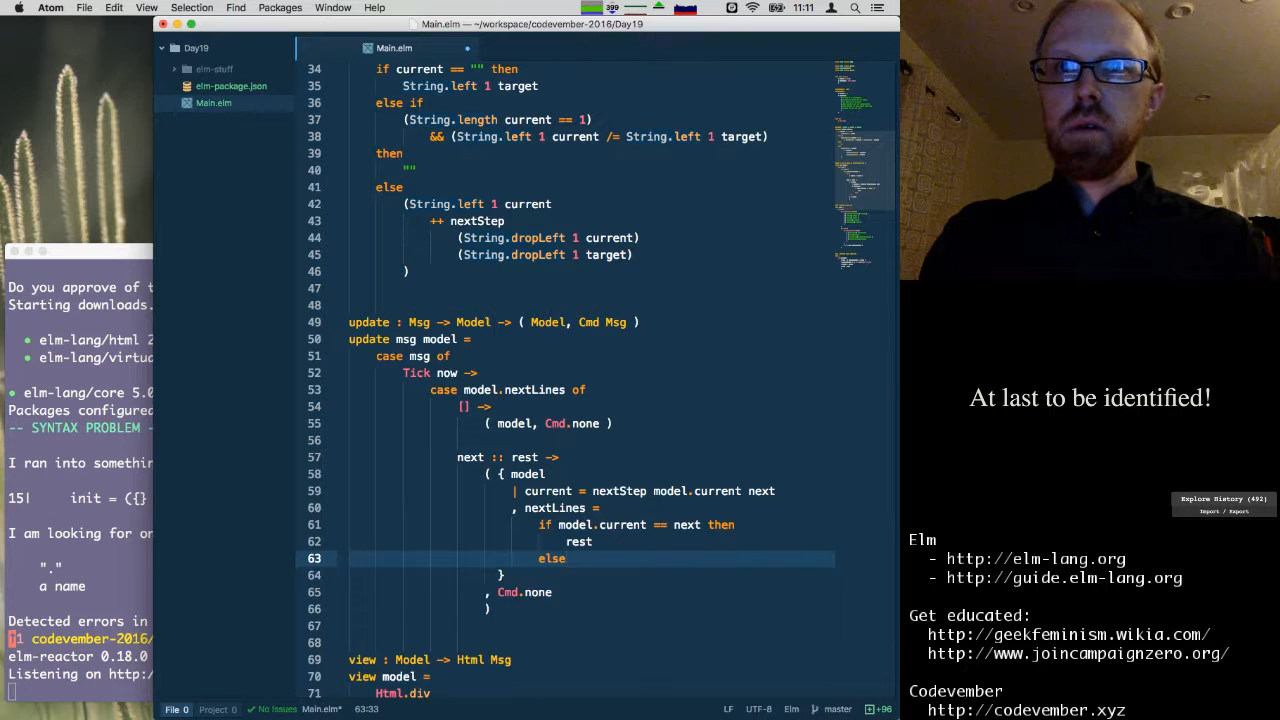 Atom File Edit View Selection Find Packages Window Help 399 11:11
Main.elm — ~/workspace/codevember-2016/Day19
Day19
elm-stuff
elm-package.json
Main.elm
Main.elm
34 if current == "" then
35 String.left 1 target
36 else if
37 (String.length current == 1)
38 && (String.left 1 current /= String.left 1 target)
39 then
40 ""
41 else
42 (String.left 1 current
43 ++ nextStep
44 (String.dropLeft 1 current)
45 (String.dropLeft 1 target)
46 )
47
48
49 update : Msg -> Model -> ( Model, Cmd Msg )
50 update msg model =
51 case msg of
52 Tick now ->
53 case model.nextLines of
54 [] ->
55 ( model, Cmd.none )
56
57 next :: rest ->
58 ( { model
59 | current = nextStep model.current next
60 , nextLines =
61 if model.current == next then
62 rest
63 else
64 }
65 , Cmd.none
66 )
67
68
69 view : Model -> Html Msg
70 view model =
71 Html.div
File 0 Project 0 No Issues Main.elm* 63:33 LF UTF-8 Elm master +96
Do you approve of t
Starting downloads.
elm-lang/html 2
elm-lang/virtua
elm-lang/core 5.0
Packages configured
-- SYNTAX PROBLEM -
I ran into somethin
15| init = ({}
I am looking for on
"."
a name
Detected errors in
codevember-2016/
elm-reactor 0.18.0
Listening on http:/
At last to be identified!
Explore History (492)
Import / Export
Elm
- http://elm-lang.org
- http://guide.elm-lang.org
Get educated:
http://geekfeminism.wikia.com/
http://www.joincampaignzero.org/
Codevember
http://codevember.xyz